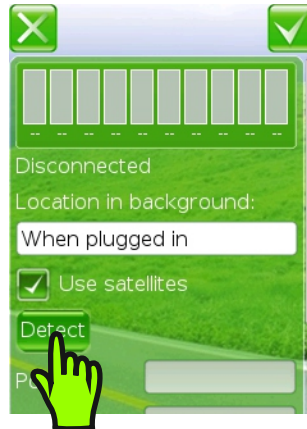 -- -- -- -- -- -- -- -- -- --
Disconnected
Location in background:
When plugged in
Use satellites
Detect